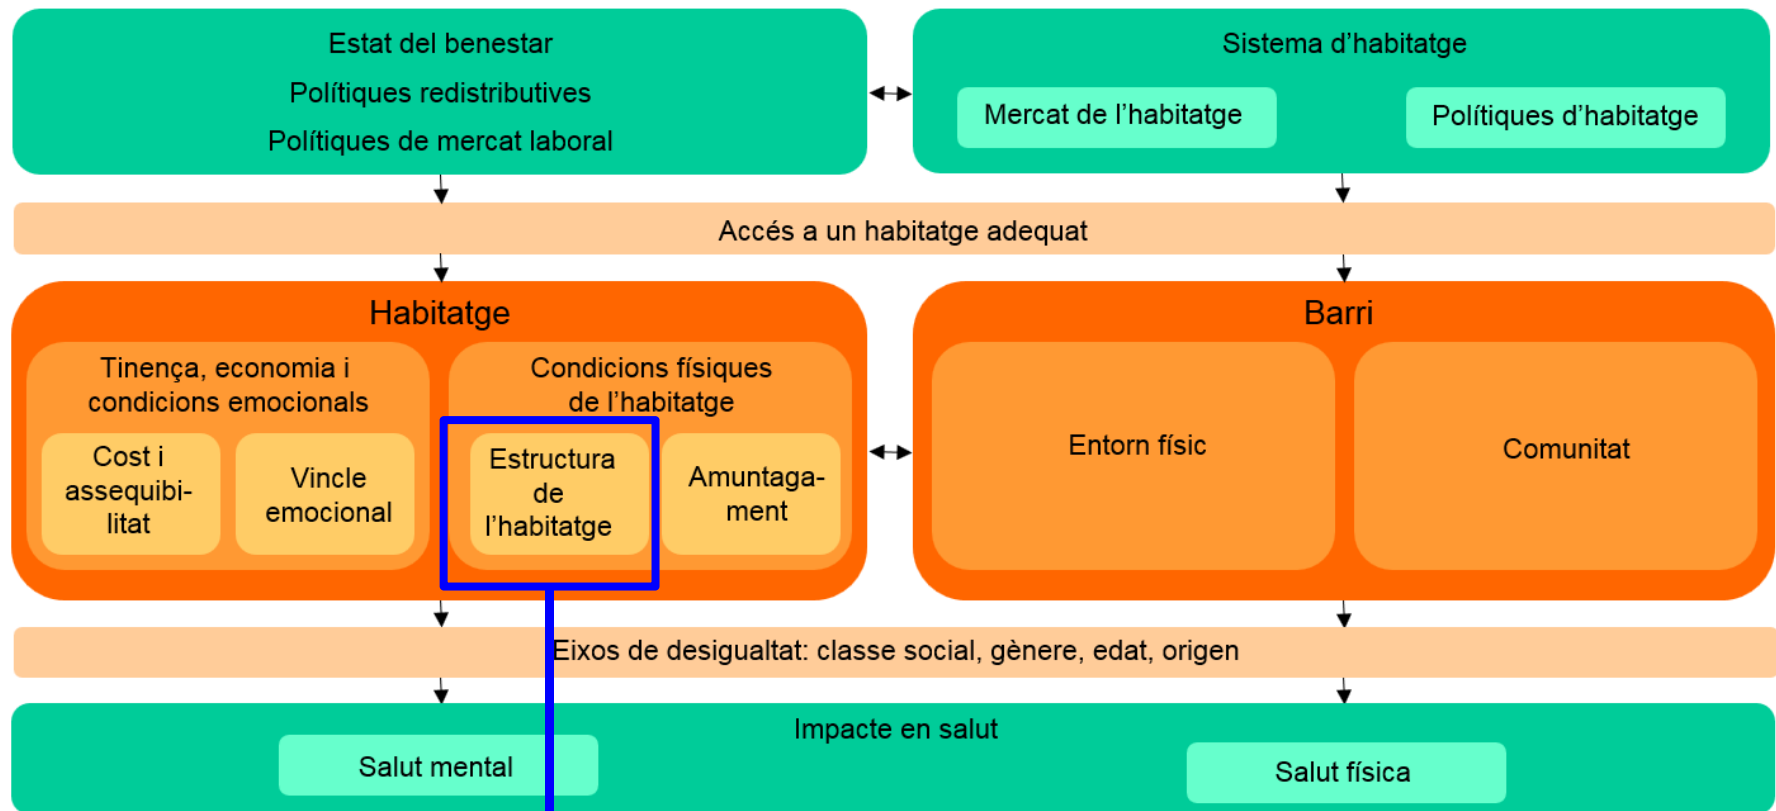 Estat del benestar
Polítiques redistributives
Polítiques de mercat laboral
Sistema d’habitatge
Mercat de l’habitatge
Polítiques d’habitatge
Accés a un habitatge adequat
Habitatge
Tinença, economia i
condicions emocionals
Cost i
assequibi-
litat
Vincle
emocional
Condicions físiques
de l’habitatge
Estructura
de
l’habitatge
Amuntaga-
ment
Barri
Entorn físic
Comunitat
Eixos de desigualtat: classe social, gènere, edat, origen
Impacte en salut
Salut mental
Salut física